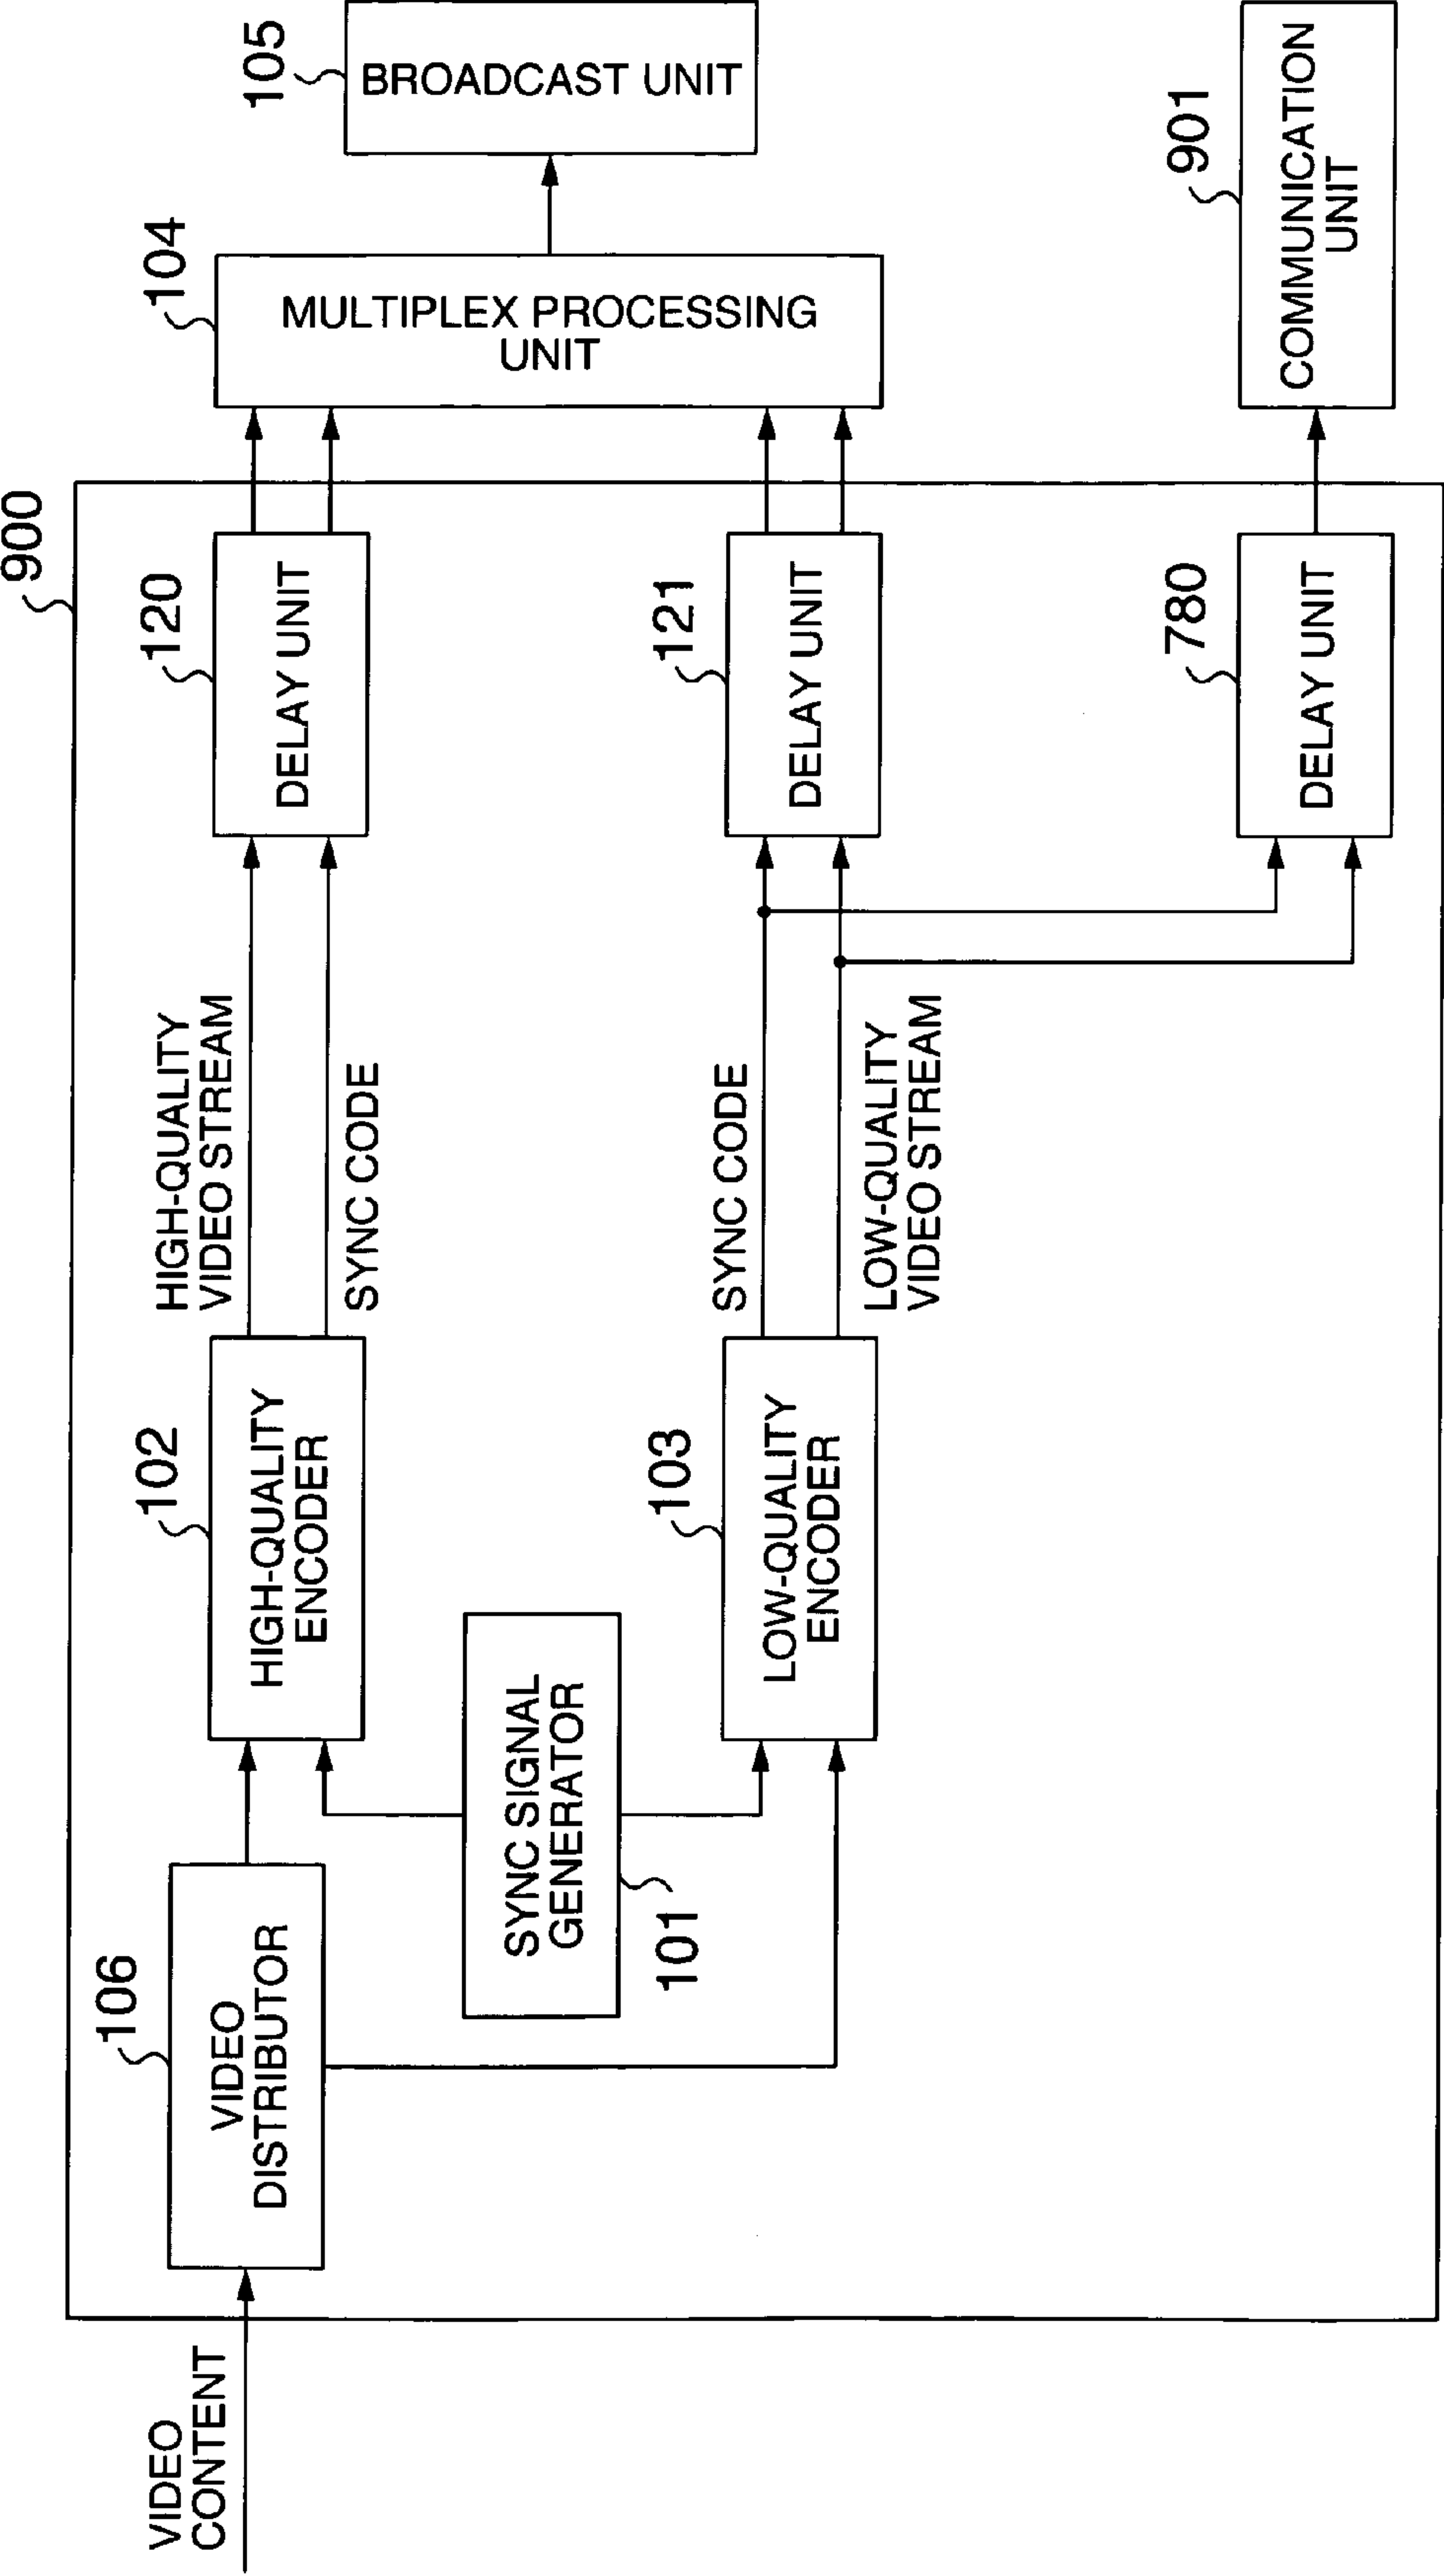 900
VIDEO
CONTENT
106
VIDEO
DISTRIBUTOR
102
HIGH-QUALITY
ENCODER
HIGH-QUALITY
VIDEO STREAM
SYNC CODE
120
DELAY UNIT
104
MULTIPLEX PROCESSING
UNIT
105
BROADCAST UNIT
SYNC SIGNAL
GENERATOR
101
103
LOW-QUALITY
ENCODER
SYNC CODE
LOW-QUALITY
VIDEO STREAM
121
DELAY UNIT
780
DELAY UNIT
901
COMMUNICATION
UNIT